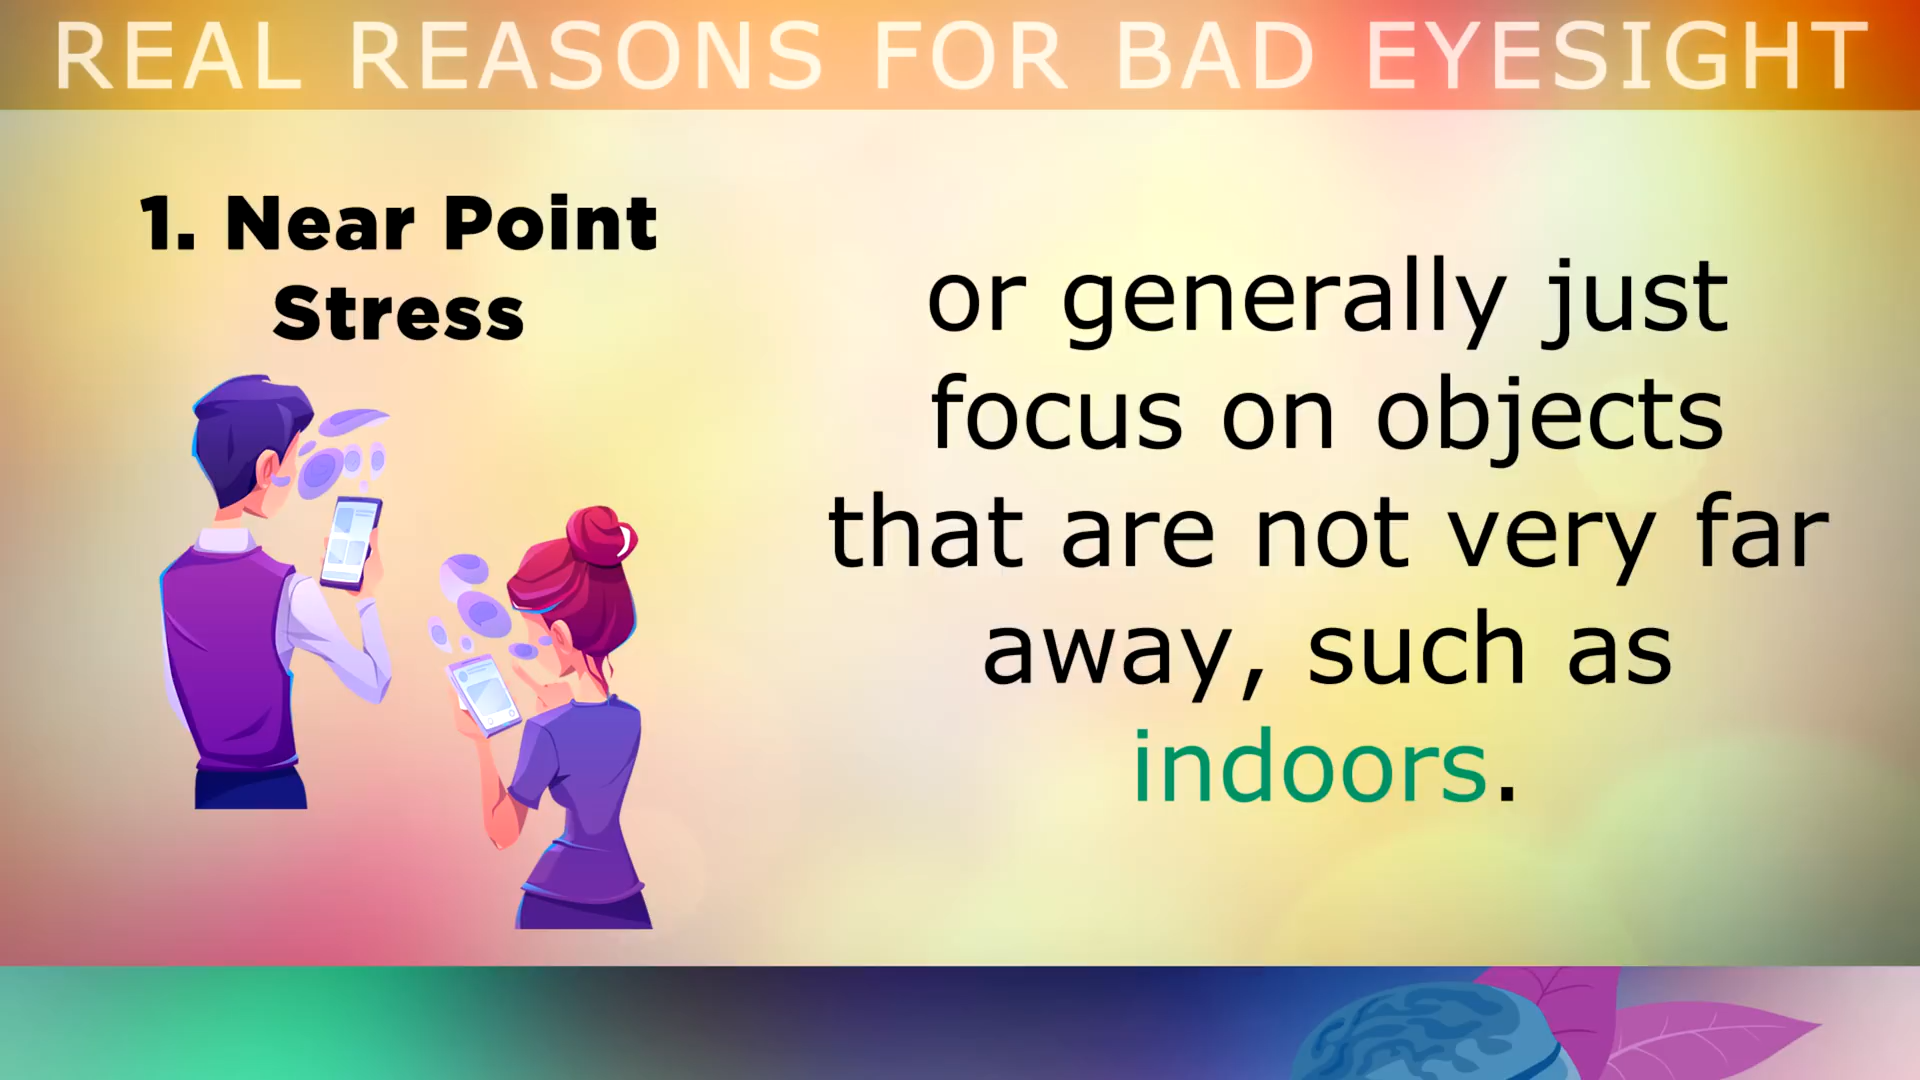 REAL REASONS FOR BAD EYESIGHT
1. Near Point
Stress
or generally just
focus on objects
that are not very far
away, such as
indoors.